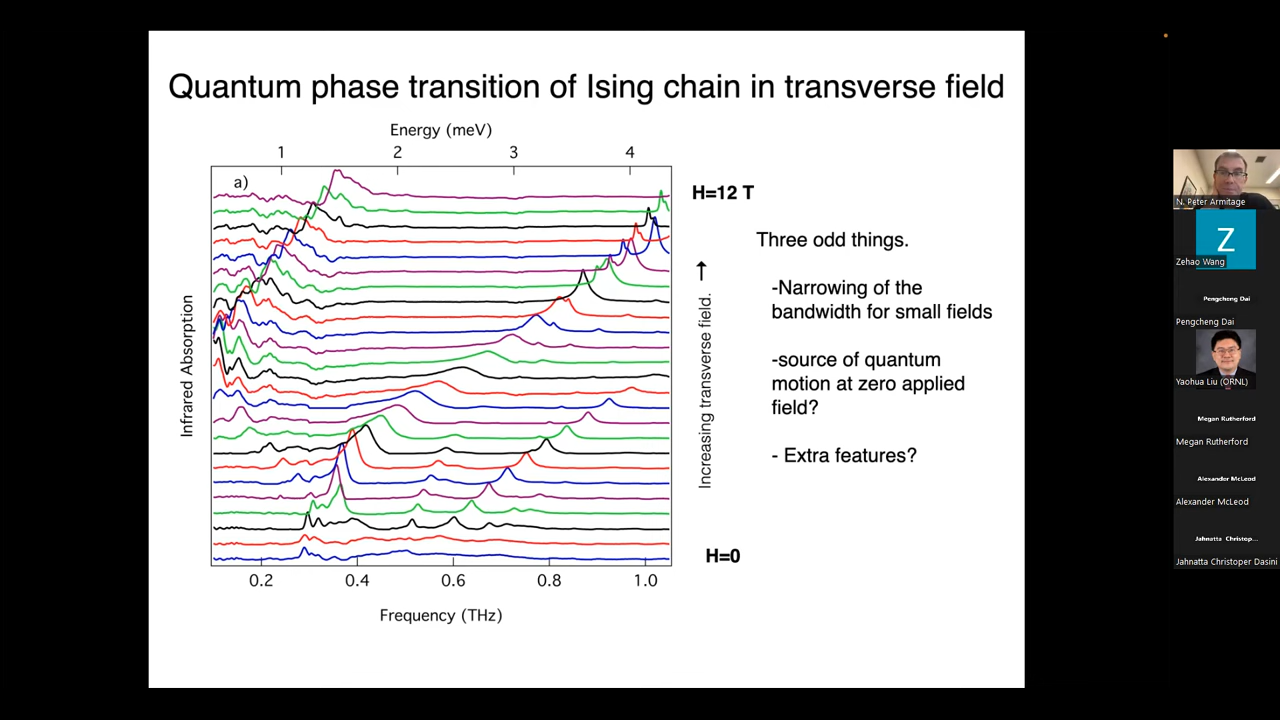 Quantum phase transition of Ising chain in transverse field
Energy (meV)
1 2 3 4
a)
H=12 T
Three odd things.
-Narrowing of the
bandwidth for small fields
-source of quantum
motion at zero applied
field?
- Extra features?
Increasing transverse field.
Infrared Absorption
H=0
0.2 0.4 0.6 0.8 1.0
Frequency (THz)
N. Peter Armitage
Z
Zehao Wang
Pengcheng Dai
Pengcheng Dai
Yaohua Liu (ORNL)
Megan Rutherford
Megan Rutherford
Alexander McLeod
Alexander McLeod
Jahnatta Christop...
Jahnatta Christoper Dasini